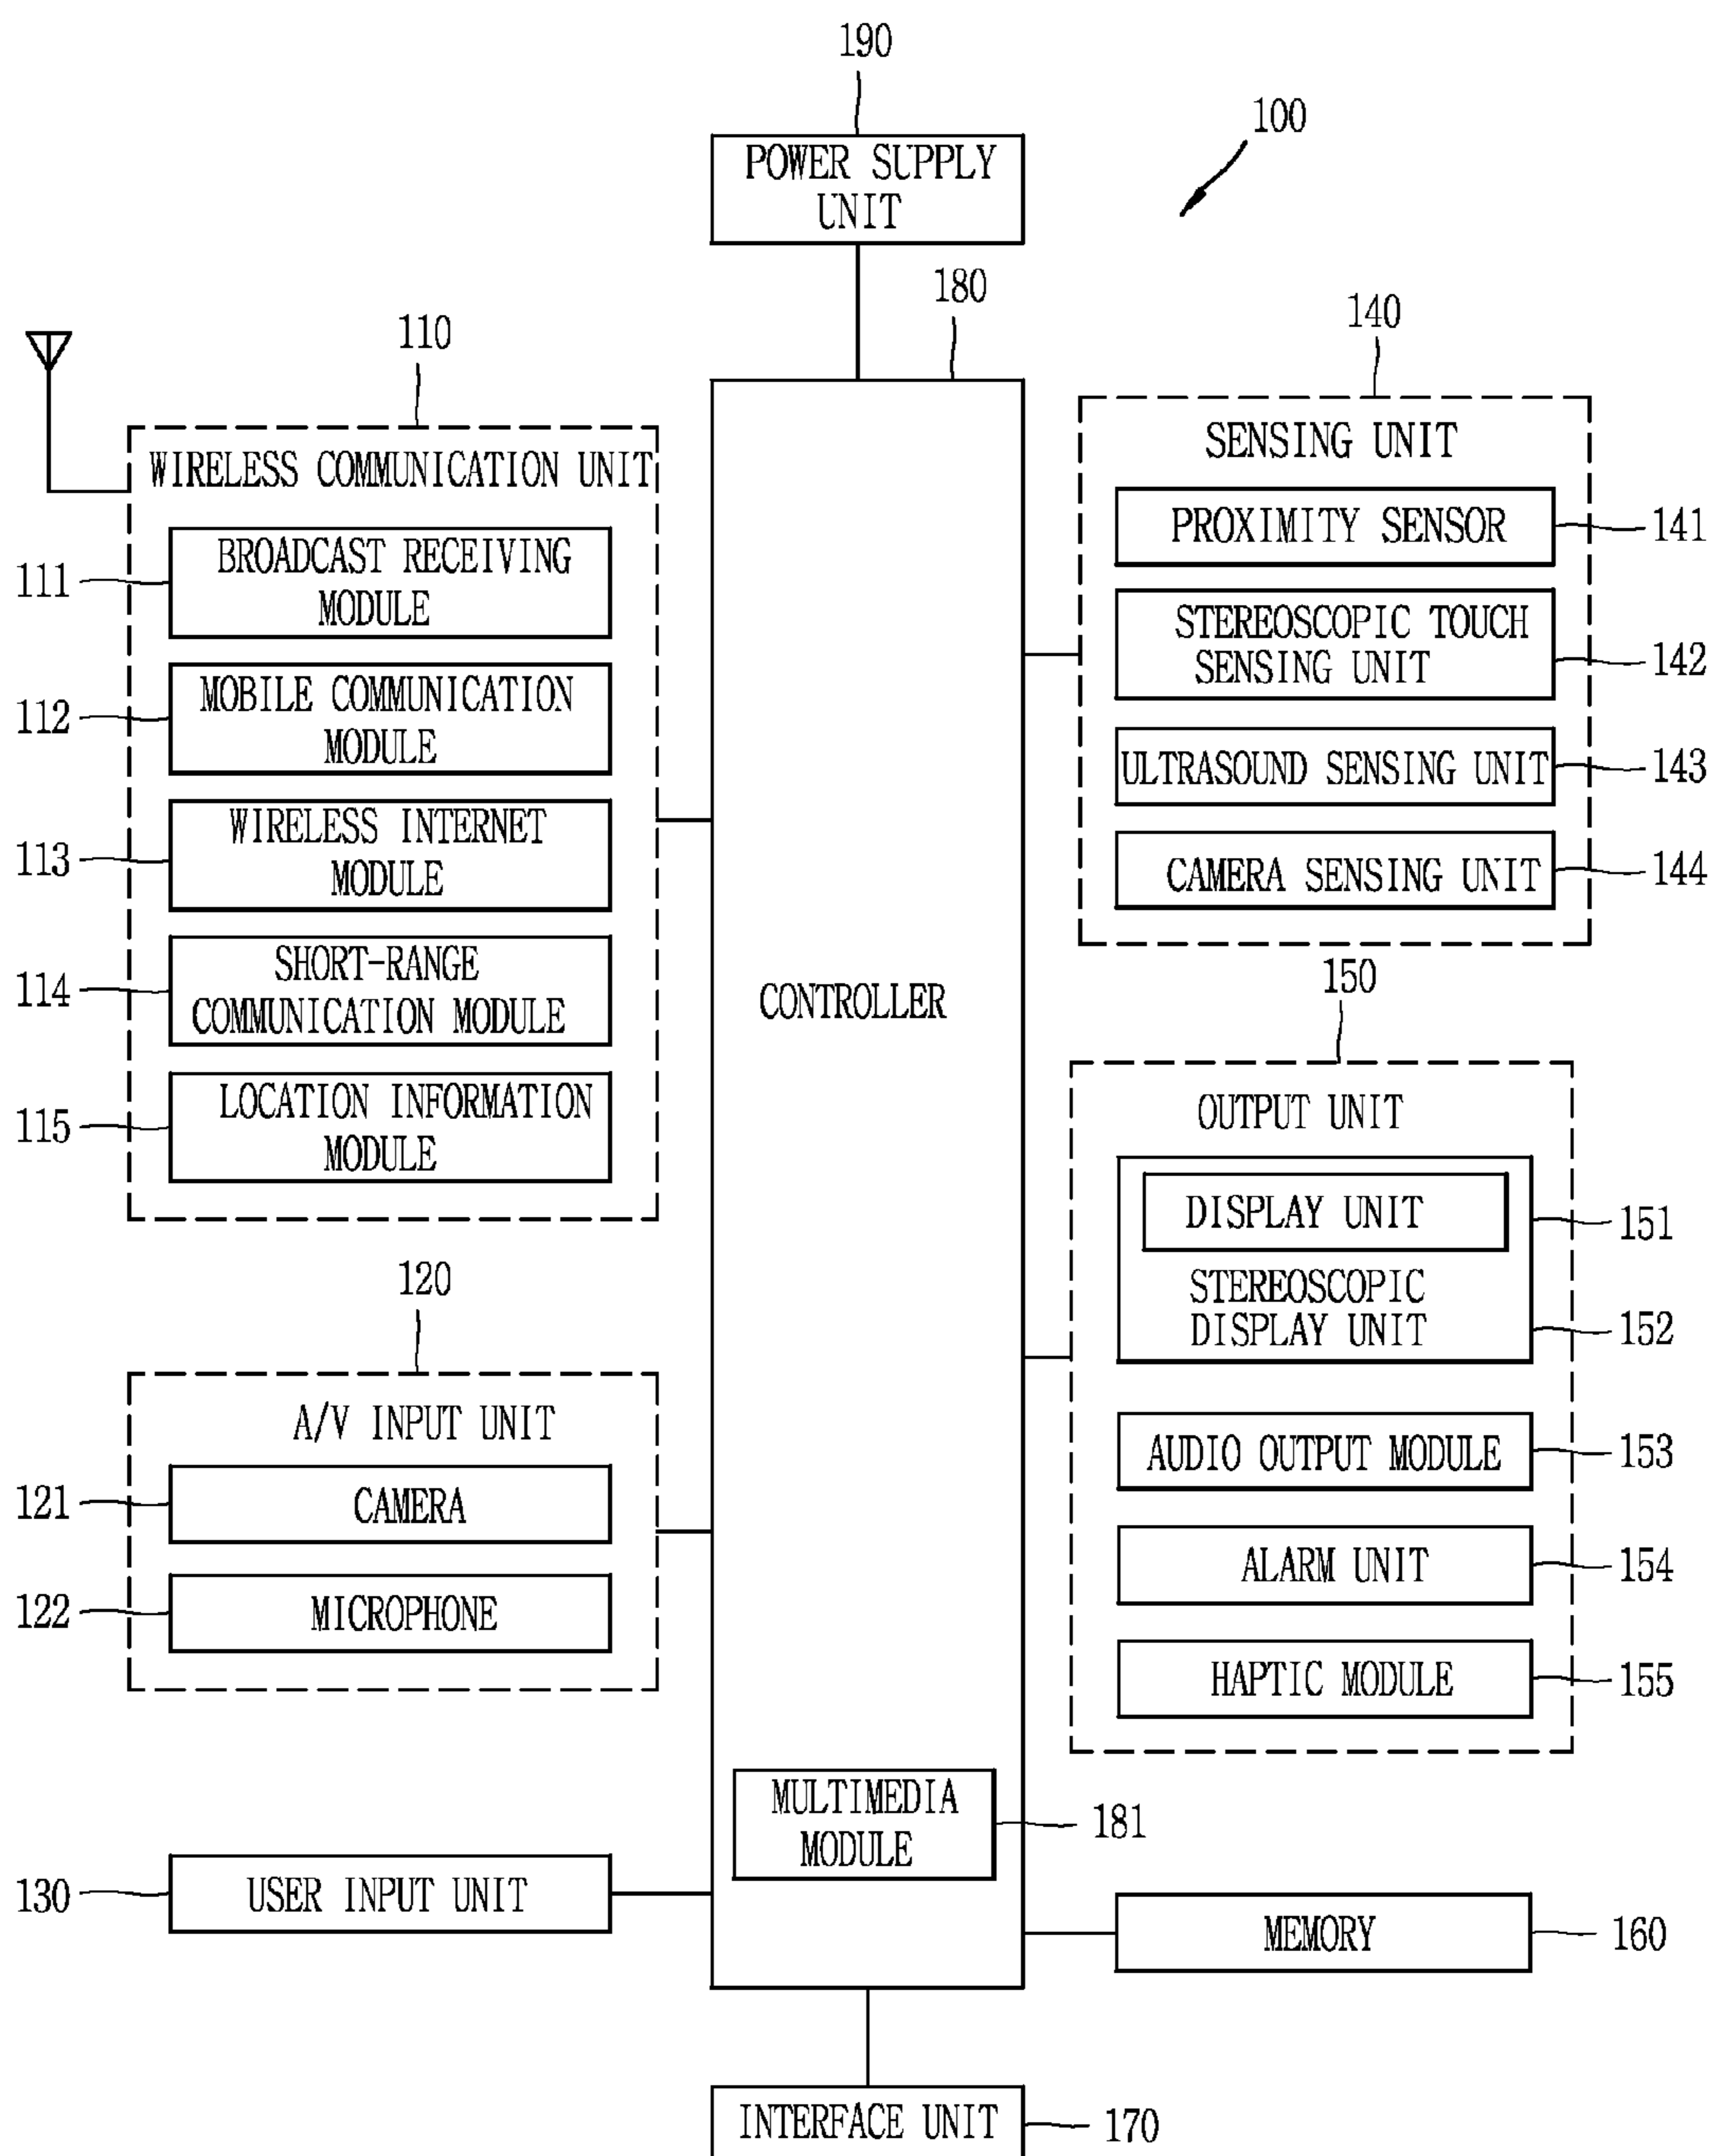 190
100
POWER SUPPLY
UNIT
180
110
WIRELESS COMMUNICATION UNIT
111
BROADCAST RECEIVING
MODULE
112
MOBILE COMMUNICATION
MODULE
113
WIRELESS INTERNET
MODULE
114
SHORT-RANGE
COMMUNICATION MODULE
115
LOCATION INFORMATION
MODULE
120
A/V INPUT UNIT
121
CAMERA
122
MICROPHONE
130
USER INPUT UNIT
CONTROLLER
MULTIMEDIA
MODULE
181
140
SENSING UNIT
PROXIMITY SENSOR
141
STEREOSCOPIC TOUCH
SENSING UNIT
142
ULTRASOUND SENSING UNIT
143
CAMERA SENSING UNIT
144
150
OUTPUT UNIT
DISPLAY UNIT
151
STEREOSCOPIC
DISPLAY UNIT
152
AUDIO OUTPUT MODULE
153
ALARM UNIT
154
HAPTIC MODULE
155
MEMORY
160
INTERFACE UNIT
170